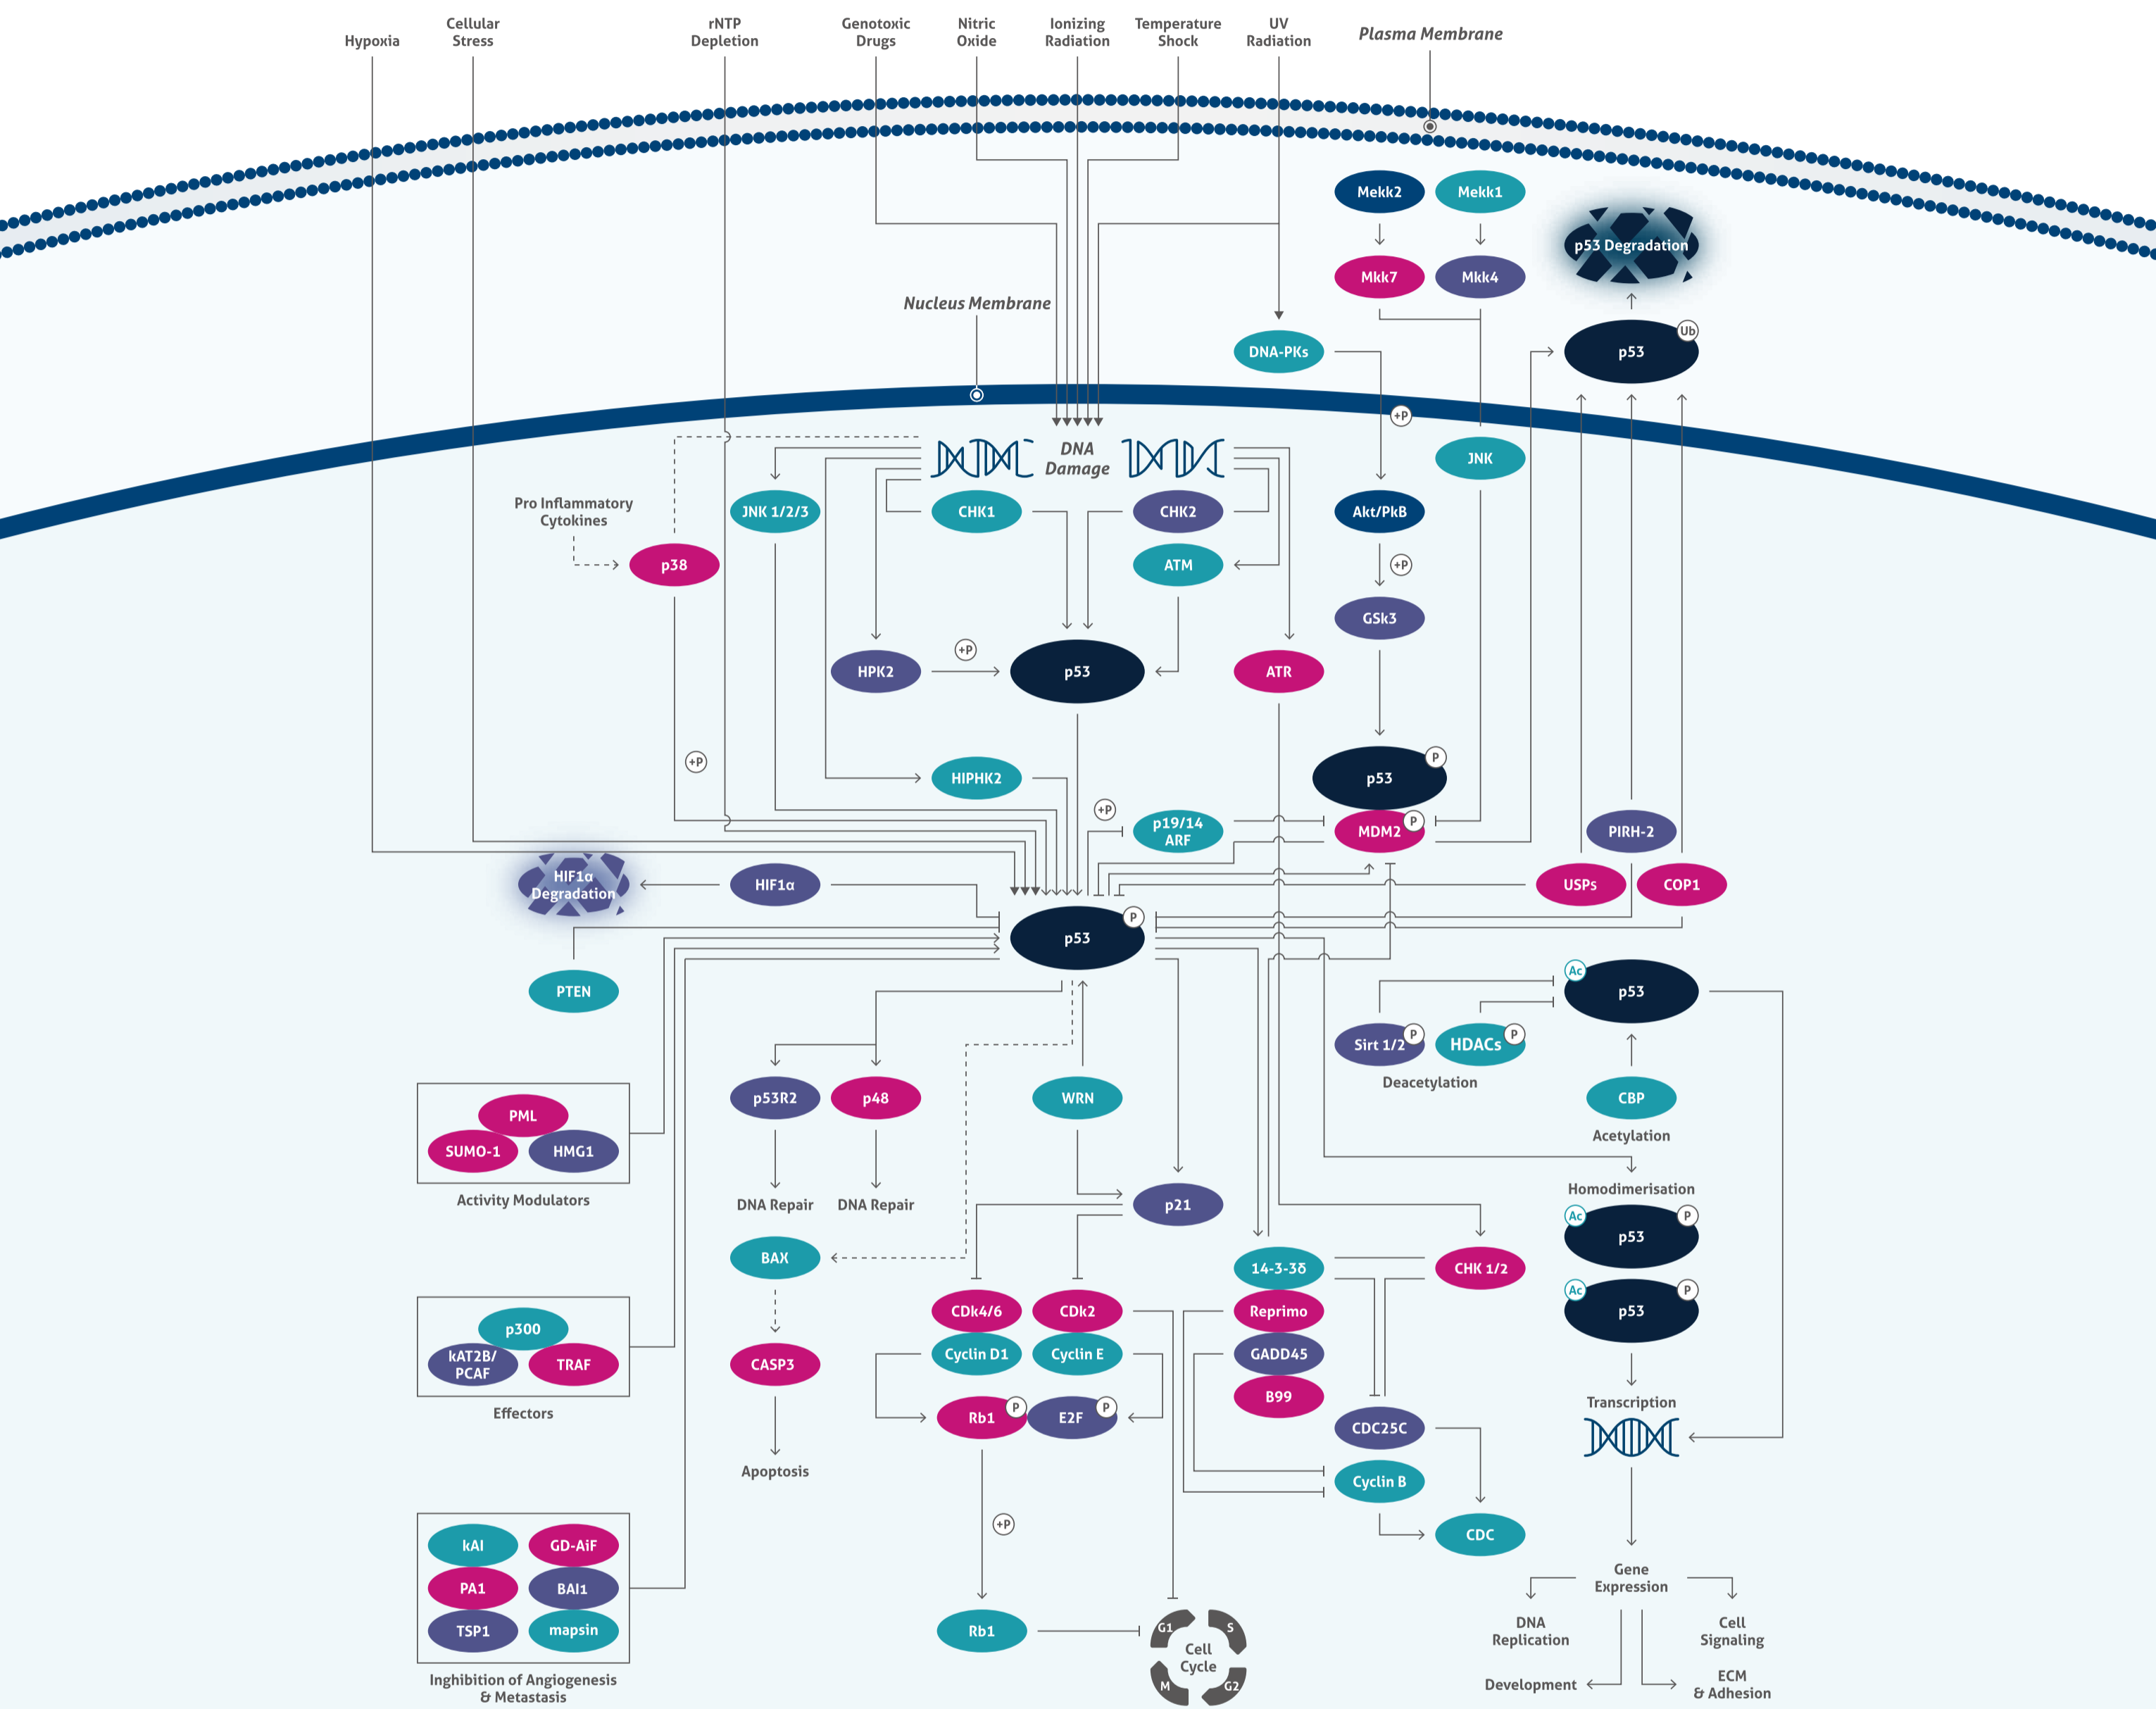 Hypoxia
Cellular
Stress
rNTP
Depletion
Genotoxic
Drugs
Nitric
Oxide
Ionizing
Radiation
Temperature
Shock
UV
Radiation
Plasma Membrane
Mekk2
Mekk1
p53 Degradation
Mkk7
Mkk4
Nucleus Membrane
DNA-PKs
p53
Ub
+P
DNA
Damage
JNK
Pro Inflammatory
Cytokines
JNK 1/2/3
CHK1
CHK2
Akt/PkB
p38
ATM
+P
GSk3
+P
HPK2
p53
ATR
+P
HIPHK2
p53
P
+P
p19/14
ARF
MDM2
P
PIRH-2
HIF1α
Degradation
HIF1α
USPs
COP1
p53
P
PTEN
Ac
p53
Sirt 1/2
P
HDACs
P
Deacetylation
CBP
Acetylation
PML
SUMO-1
HMG1
Activity Modulators
p53R2
p48
WRN
DNA Repair
DNA Repair
p21
Homodimerisation
Ac
P
p53
BAX
14-3-3δ
CHK 1/2
Ac
P
p53
p300
kAT2B/
PCAF
TRAF
Effectors
CASP3
CDk4/6
CDk2
Reprimo
Cyclin D1
Cyclin E
GADD45
B99
Rb1
P
E2F
P
CDC25C
Transcription
Apoptosis
Cyclin B
+P
CDC
kAI
GD-AiF
PA1
BAI1
TSP1
mapsin
Inghibition of Angiogenesis
& Metastasis
Rb1
G1
S
Cell
Cycle
M
G2
Gene
Expression
DNA
Replication
Cell
Signaling
Development
ECM
& Adhesion